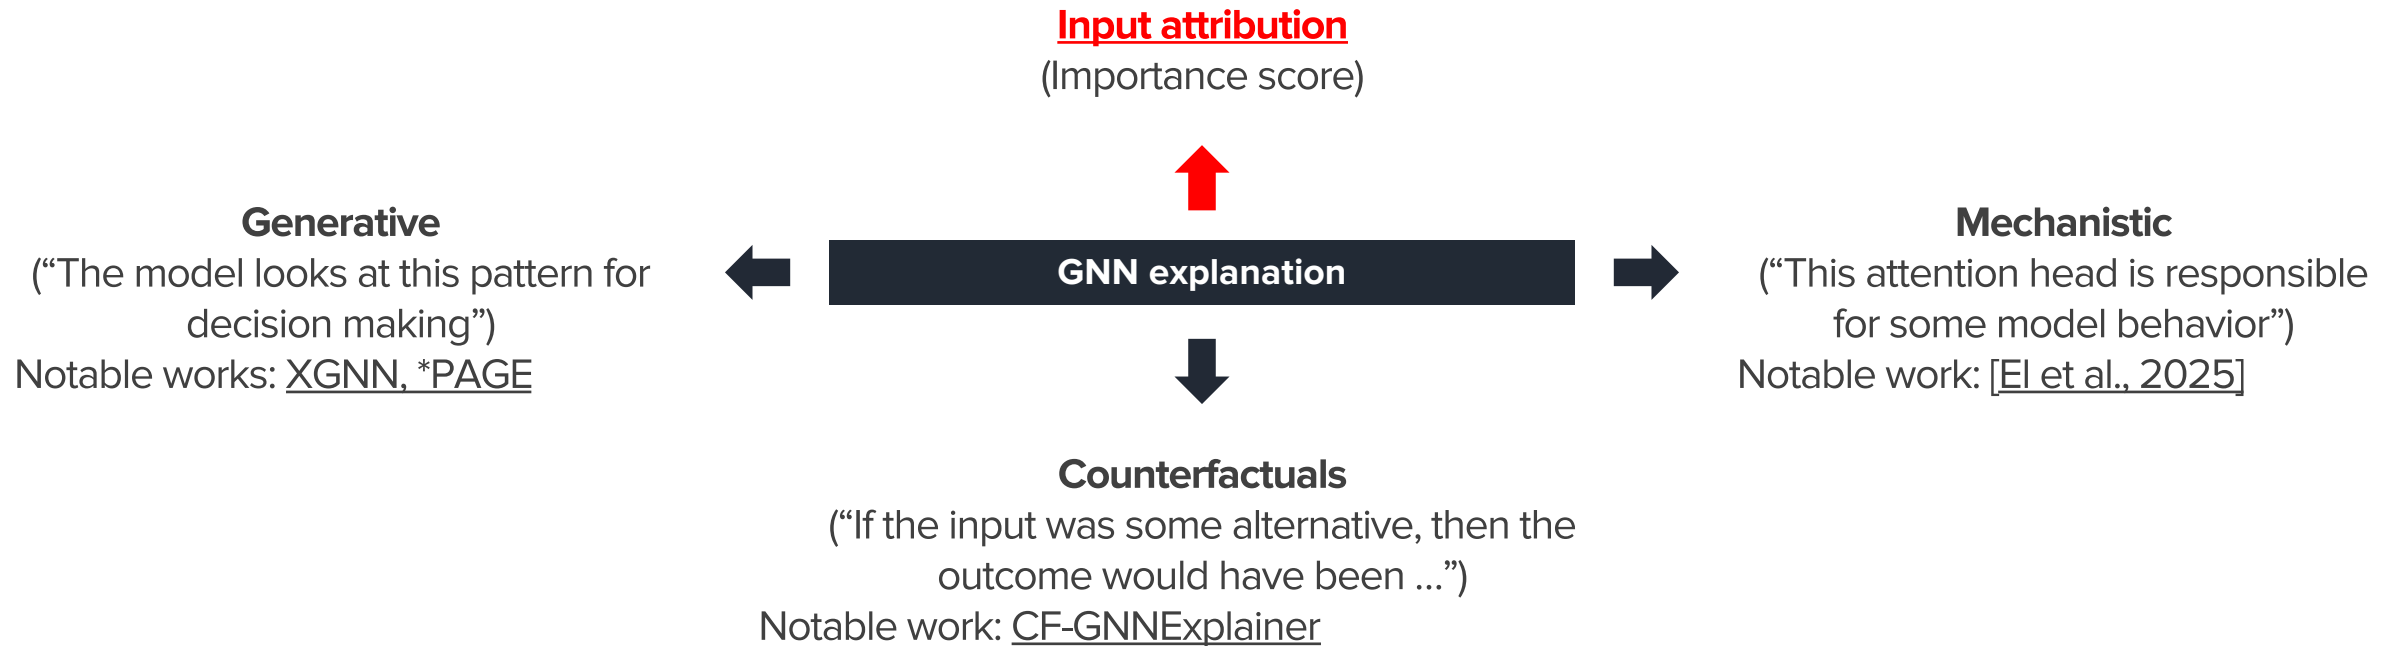 Input attribution
(Importance score)
Generative
(“The model looks at this pattern for
decision making”)
Notable works: XGNN, *PAGE
GNN explanation
Mechanistic
(“This attention head is responsible
for some model behavior”)
Notable work: [El et al., 2025]
Counterfactuals
(“If the input was some alternative, then the
outcome would have been ...”)
Notable work: CF-GNNExplainer